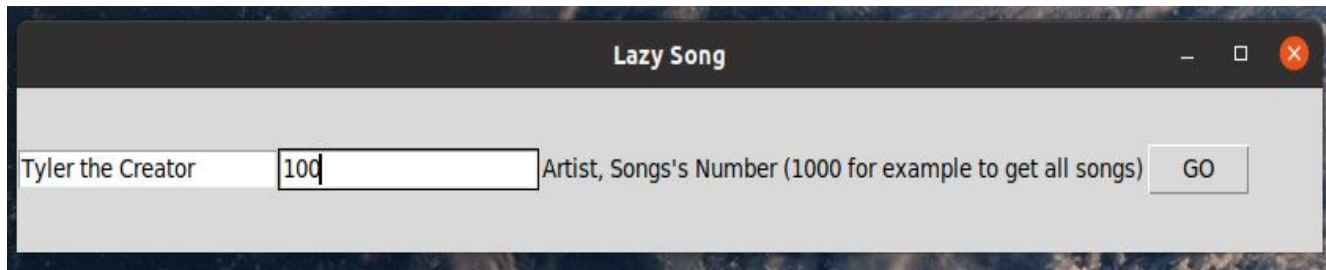 Lazy Song
Tyler the Creator 100 Artist, Songs's Number (1000 for example to get all songs) GO